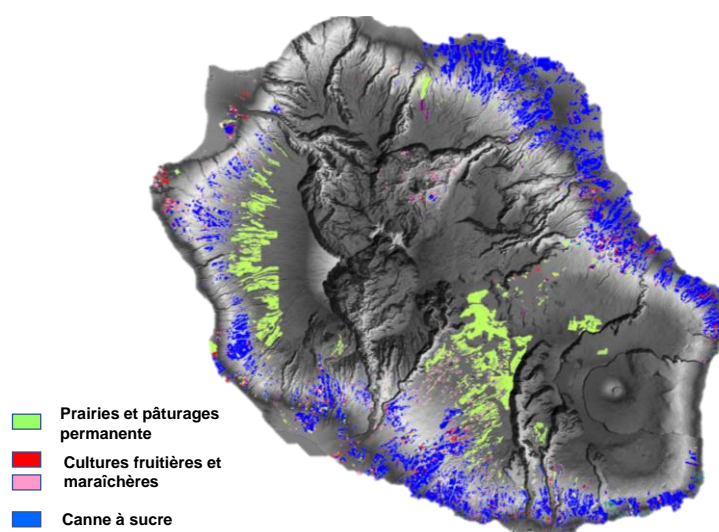 Prairies et pâturages
permanente
Cultures fruitières et
maraîchères
Canne à sucre